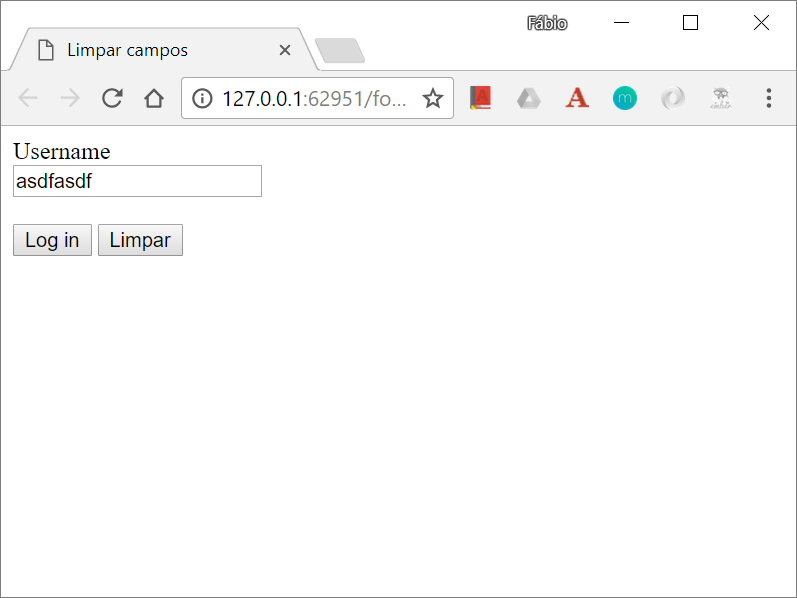 Fábio
Limpar campos
127.0.0.1:62951/fo...
Username
asdfasdf
Log in Limpar